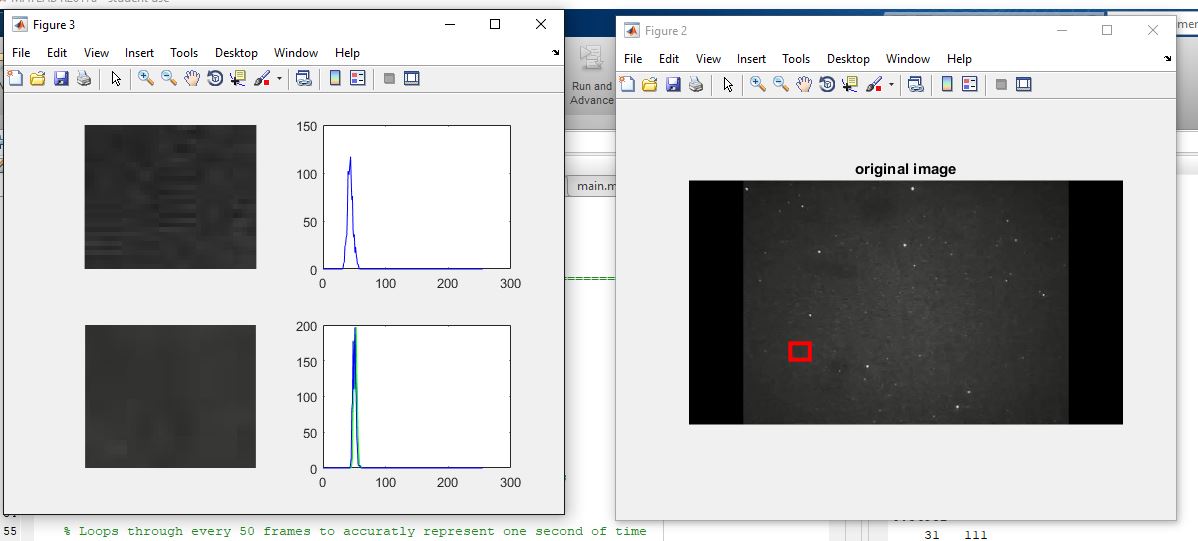 Figure 3
File Edit View Insert Tools Desktop Window Help
150
100
50
0
0 100 200 300
200
150
100
50
0
0 100 200 300
Run and
Advance
main.m
Figure 2
File Edit View Insert Tools Desktop Window Help
original image
55 % Loops through every 50 frames to accuratly represent one second of time
31 111